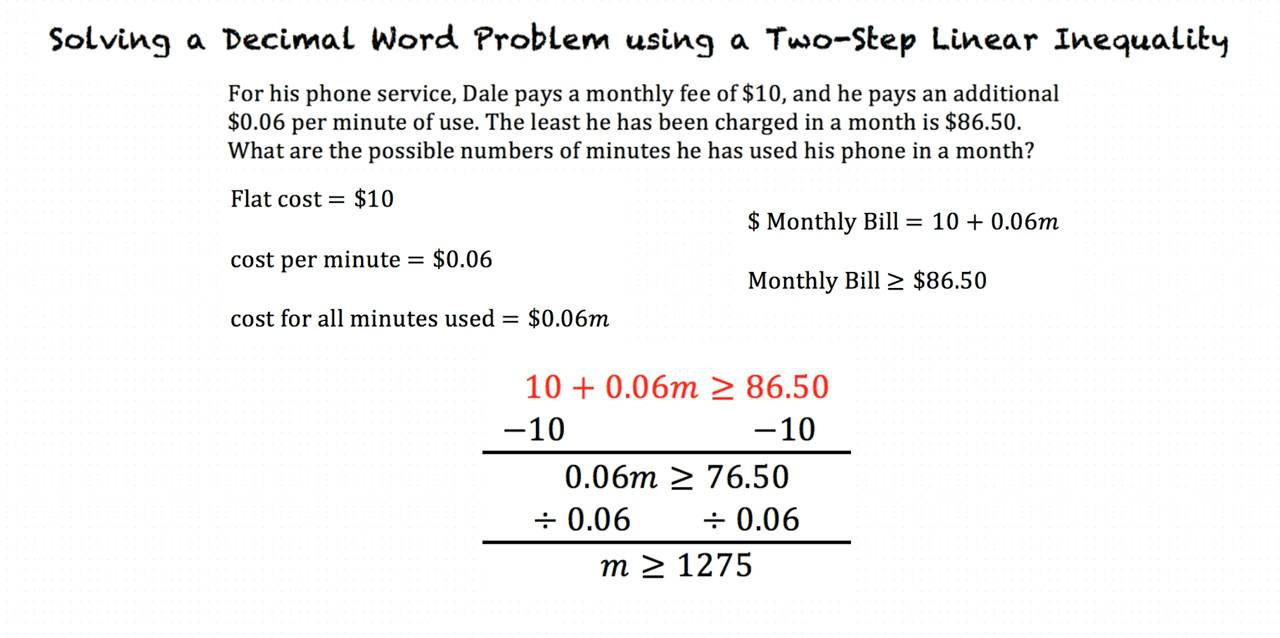 Solving a Decimal Word Problem using a Two-Step Linear Inequality
For his phone service, Dale pays a monthly fee of $10, and he pays an additional
$0.06 per minute of use. The least he has been charged in a month is $86.50.
What are the possible numbers of minutes he has used his phone in a month?
Flat cost = $10
$ Monthly Bill = 10 + 0.06m
cost per minute = $0.06
Monthly Bill ≥ $86.50
cost for all minutes used = $0.06m
10 + 0.06m ≥ 86.50
−10 −10
0.06m ≥ 76.50
÷ 0.06 ÷ 0.06
m ≥ 1275